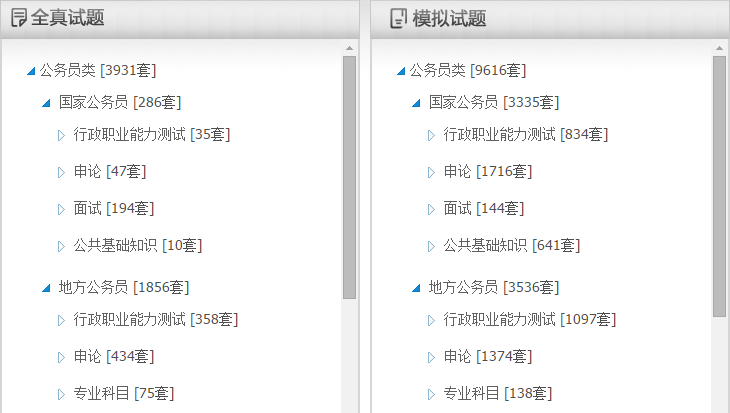 全真试题
公务员类 [3931套]
国家公务员 [286套]
行政职业能力测试 [35套]
申论 [47套]
面试 [194套]
公共基础知识 [10套]
地方公务员 [1856套]
行政职业能力测试 [358套]
申论 [434套]
专业科目 [75套]
模拟试题
公务员类 [9616套]
国家公务员 [3335套]
行政职业能力测试 [834套]
申论 [1716套]
面试 [144套]
公共基础知识 [641套]
地方公务员 [3536套]
行政职业能力测试 [1097套]
申论 [1374套]
专业科目 [138套]